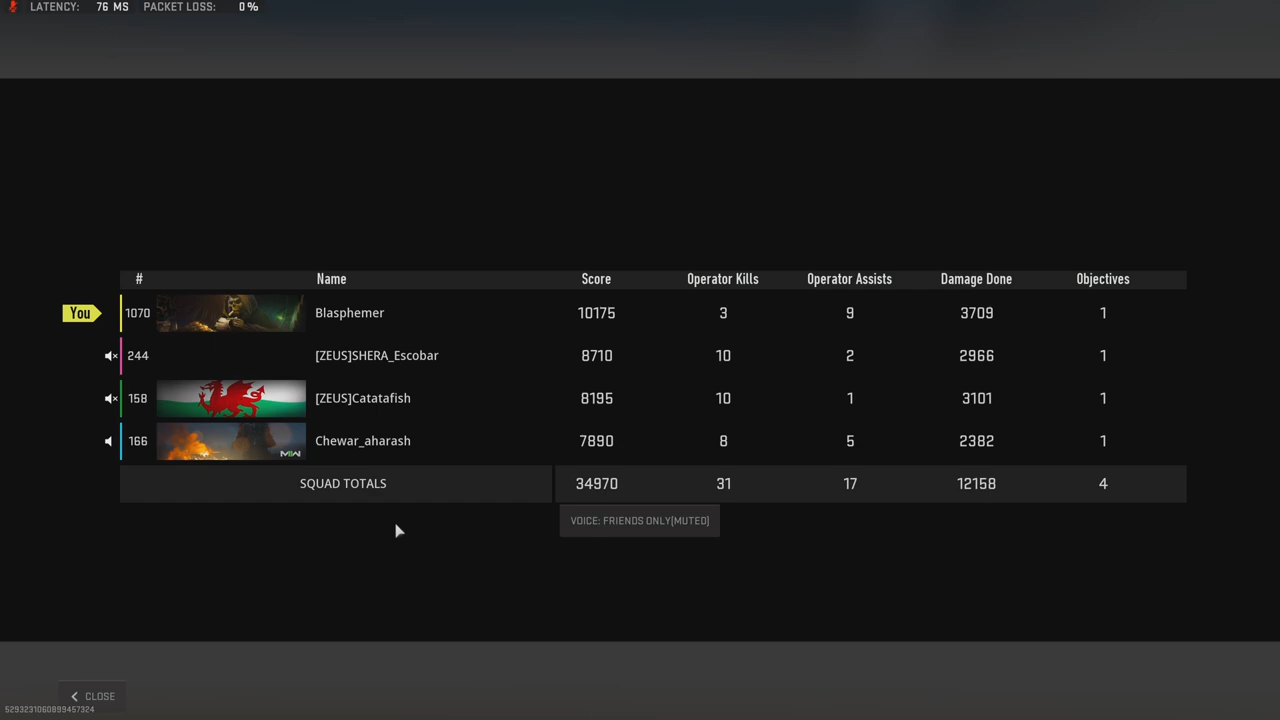 LATENCY: 76 MS PACKET LOSS: 0%
# Name Score Operator Kills Operator Assists Damage Done Objectives
You 1070 Blasphemer 10175 3 9 3709 1
244 [ZEUS]SHERA_Escobar 8710 10 2 2966 1
158 [ZEUS]Catatafish 8195 10 1 3101 1
166 MW Chewar_aharash 7890 8 5 2382 1
SQUAD TOTALS 34970 31 17 12158 4
VOICE: FRIENDS ONLY(MUTED)
CLOSE
5293231060899457324